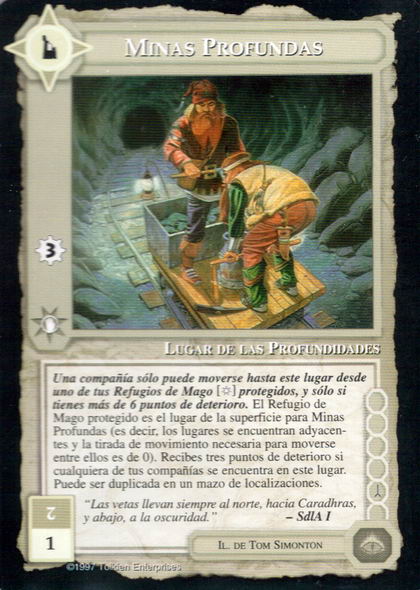 Minas Profundas
3
Lugar de las Profundidades
Una compañía sólo puede moverse hasta este lugar desde
uno de tus Refugios de Mago [☼] protegidos, y sólo si
tienes más de 6 puntos de deterioro. El Refugio de
Mago protegido es el lugar de la superficie para Minas
Profundas (es decir, los lugares se encuentran adyacen-
tes y la tirada de movimiento necesaria para moverse
entre ellos es de 0). Recibes tres puntos de deterioro si
cualquiera de tus compañías se encuentra en este lugar.
Puede ser duplicada en un mazo de localizaciones.
"Las vetas llevan siempre al norte, hacia Caradhras,
y abajo, a la oscuridad." – SdlA I
2
1
Il. de Tom Simonton
©1997 Tolkien Enterprises